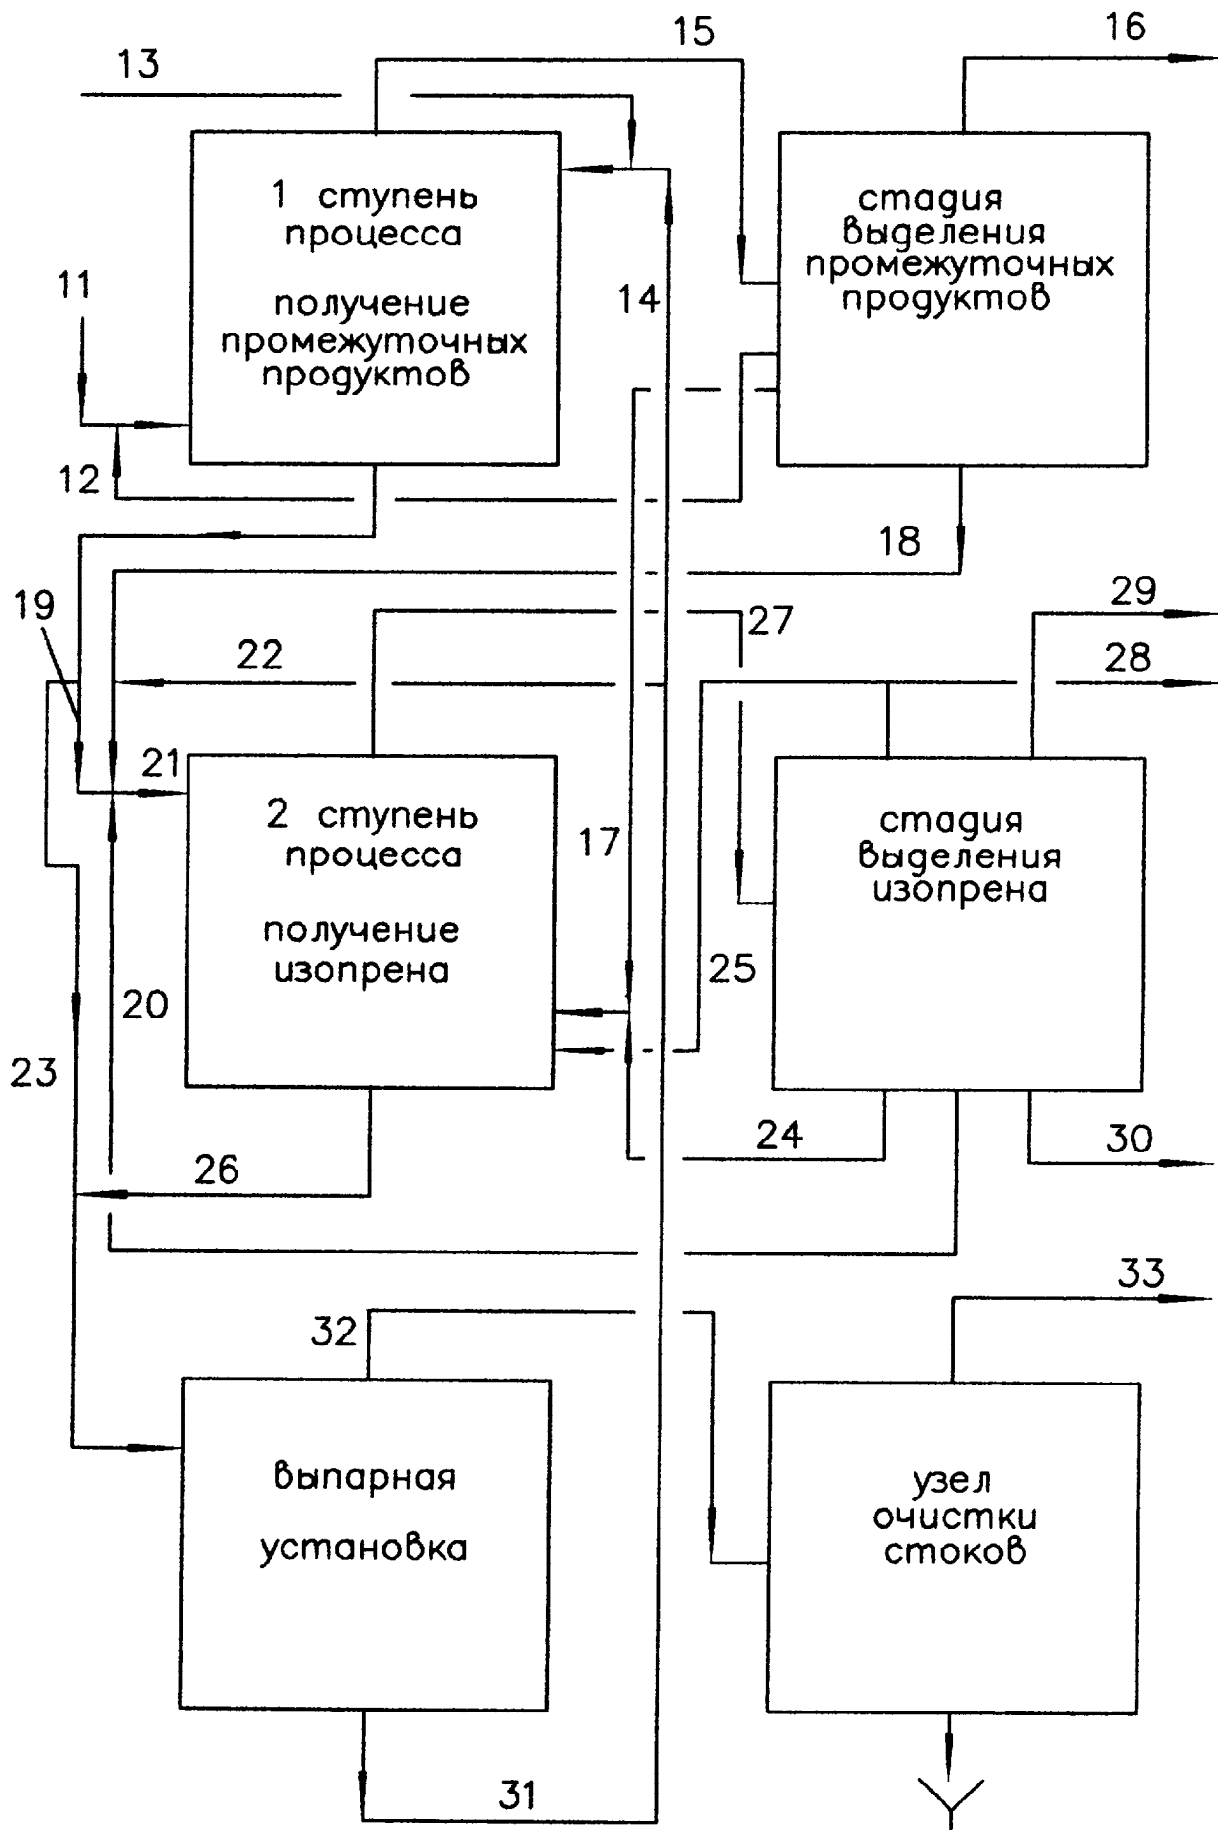 15
16
13
1 ступень
процесса
получение
промежуточных
продуктов
стадия
выделения
промежуточных
продуктов
11
14
12
18
19
22
27
29
28
21
2 ступень
процесса
получение
изопрена
17
стадия
выделения
изопрена
25
20
23
24
30
26
33
32
выпарная
установка
узел
очистки
стоков
31